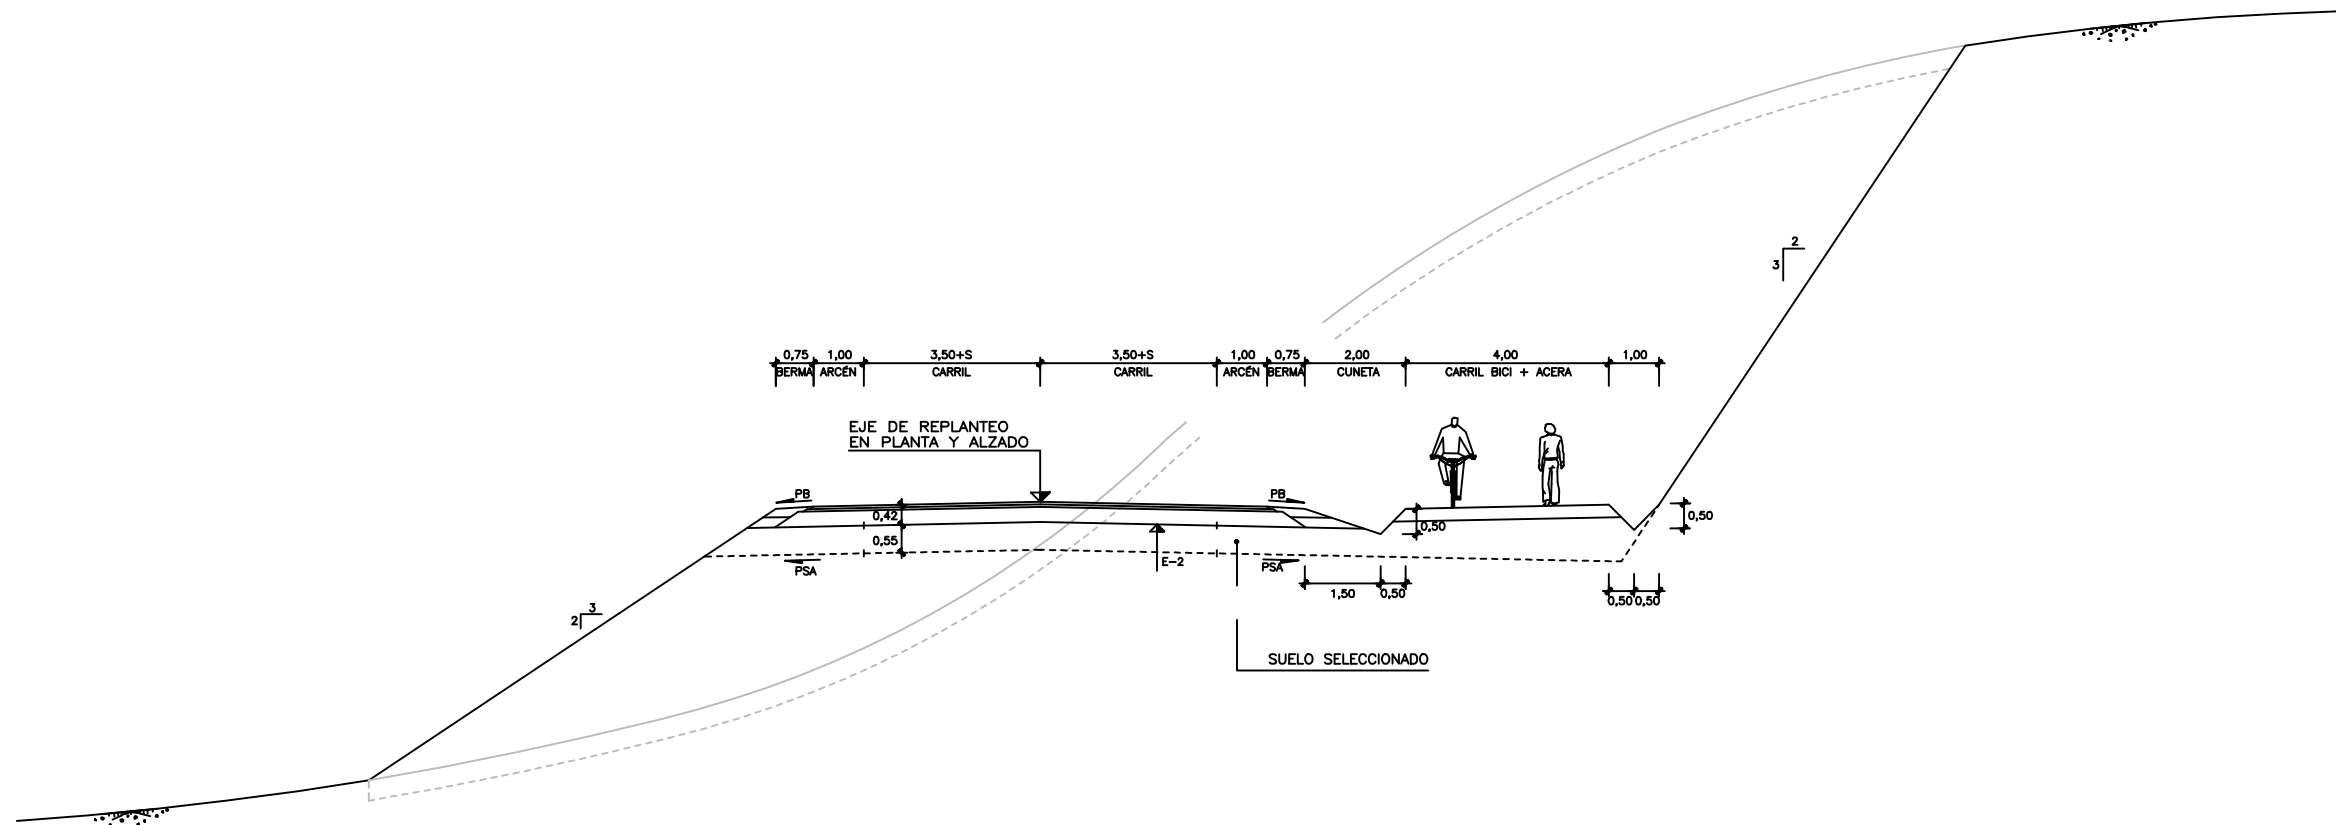 2
3
0,75 1,00 3,50+S 3,50+S 1,00 0,75 2,00 4,00 1,00
BERMA ARCÉN CARRIL CARRIL ARCÉN BERMA CUNETA CARRIL BICI + ACERA
EJE DE REPLANTEO
EN PLANTA Y ALZADO
PB PB
0,42 0,50 0,50
0,55
PSA E-2 PSA
1,50 0,50 0,50 0,50
3
2
SUELO SELECCIONADO